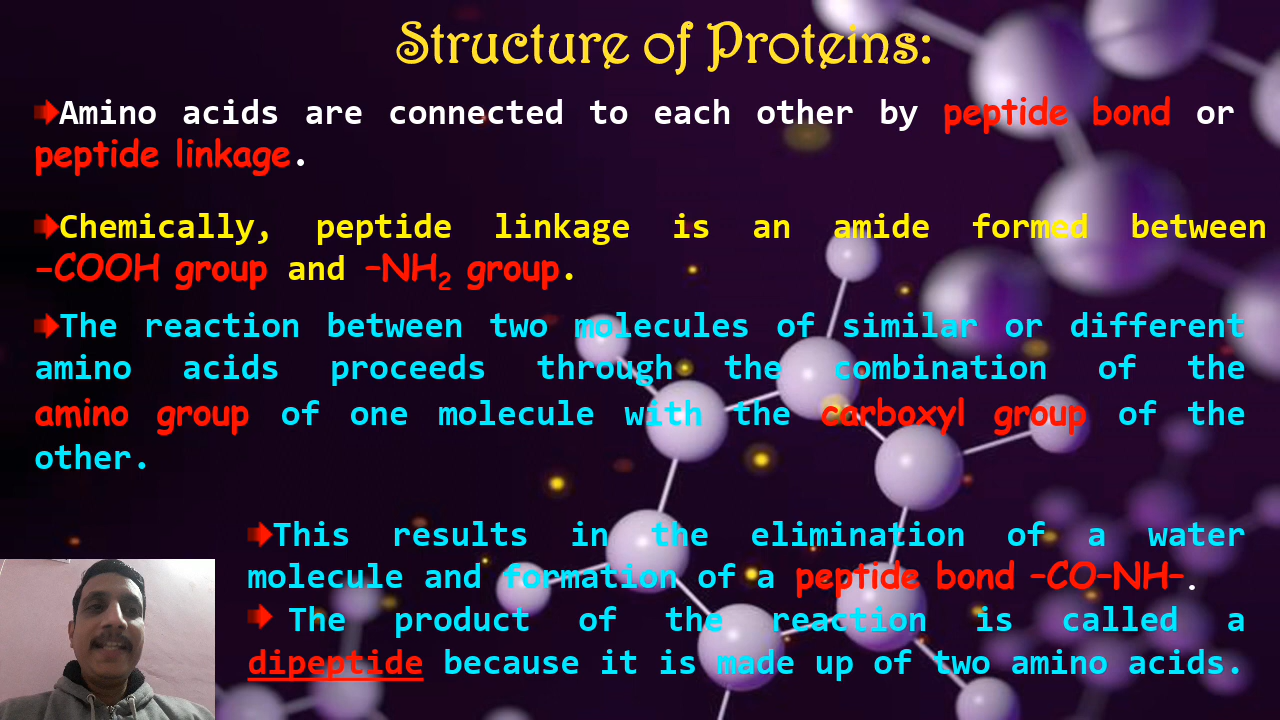 Structure of Proteins:
Amino acids are connected to each other by peptide bond or
peptide linkage.
Chemically, peptide linkage is an amide formed between
–COOH group and –NH₂ group.
The reaction between two molecules of similar or different
amino acids proceeds through the combination of the
amino group of one molecule with the carboxyl group of the
other.
This results in the elimination of a water
molecule and formation of a peptide bond –CO–NH–.
The product of the reaction is called a
dipeptide because it is made up of two amino acids.